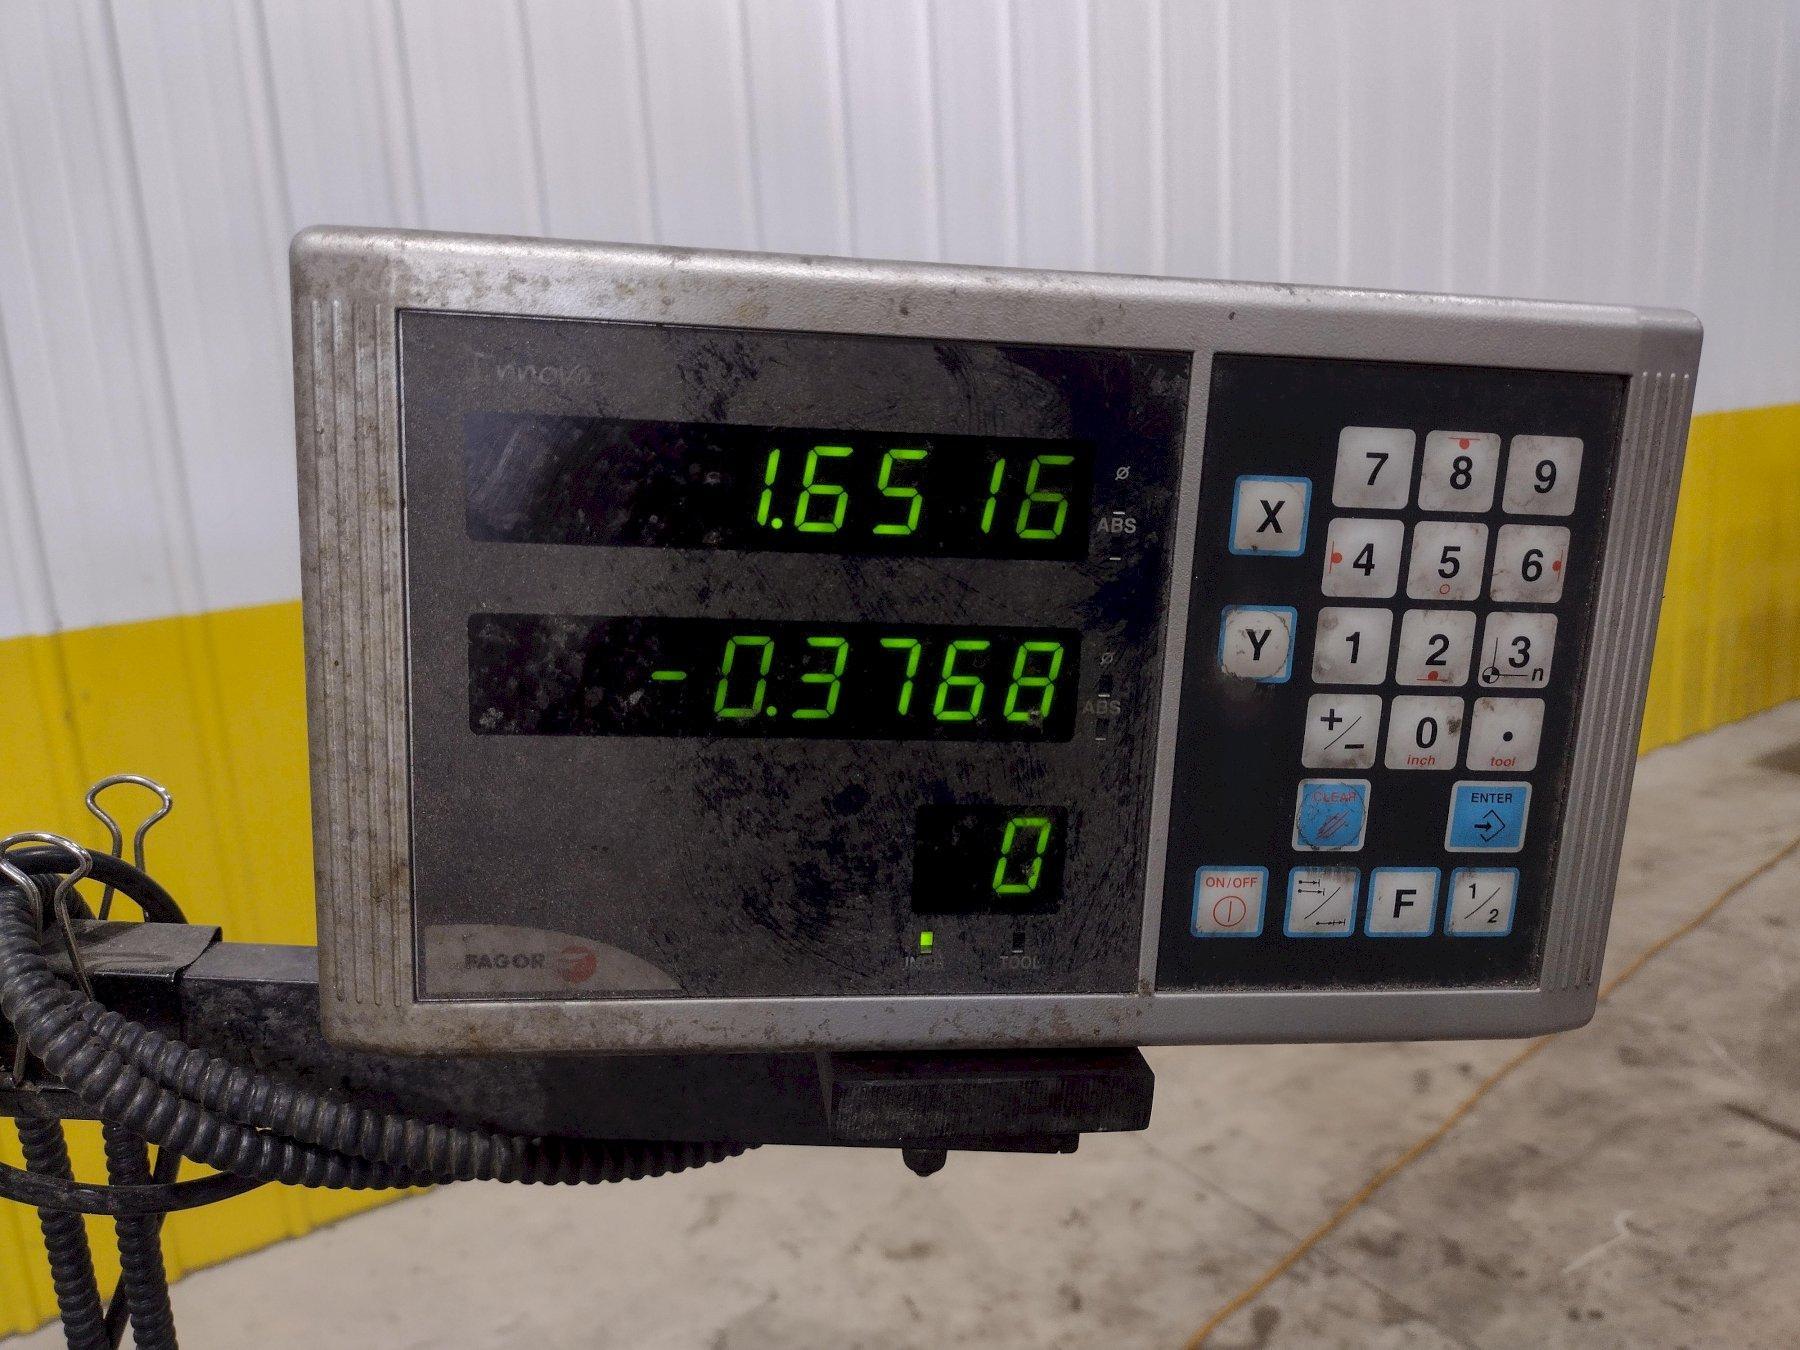 innova
1.6516
Ø
ABS
-0.3768
Ø
ABS
0
INCH
TOOL
FAGOR
7
8
9
X
4
5
6
Y
1
2
3 n
+/-
0
inch
.
tool
CLEAR
ENTER
ON/OFF
F
1/2